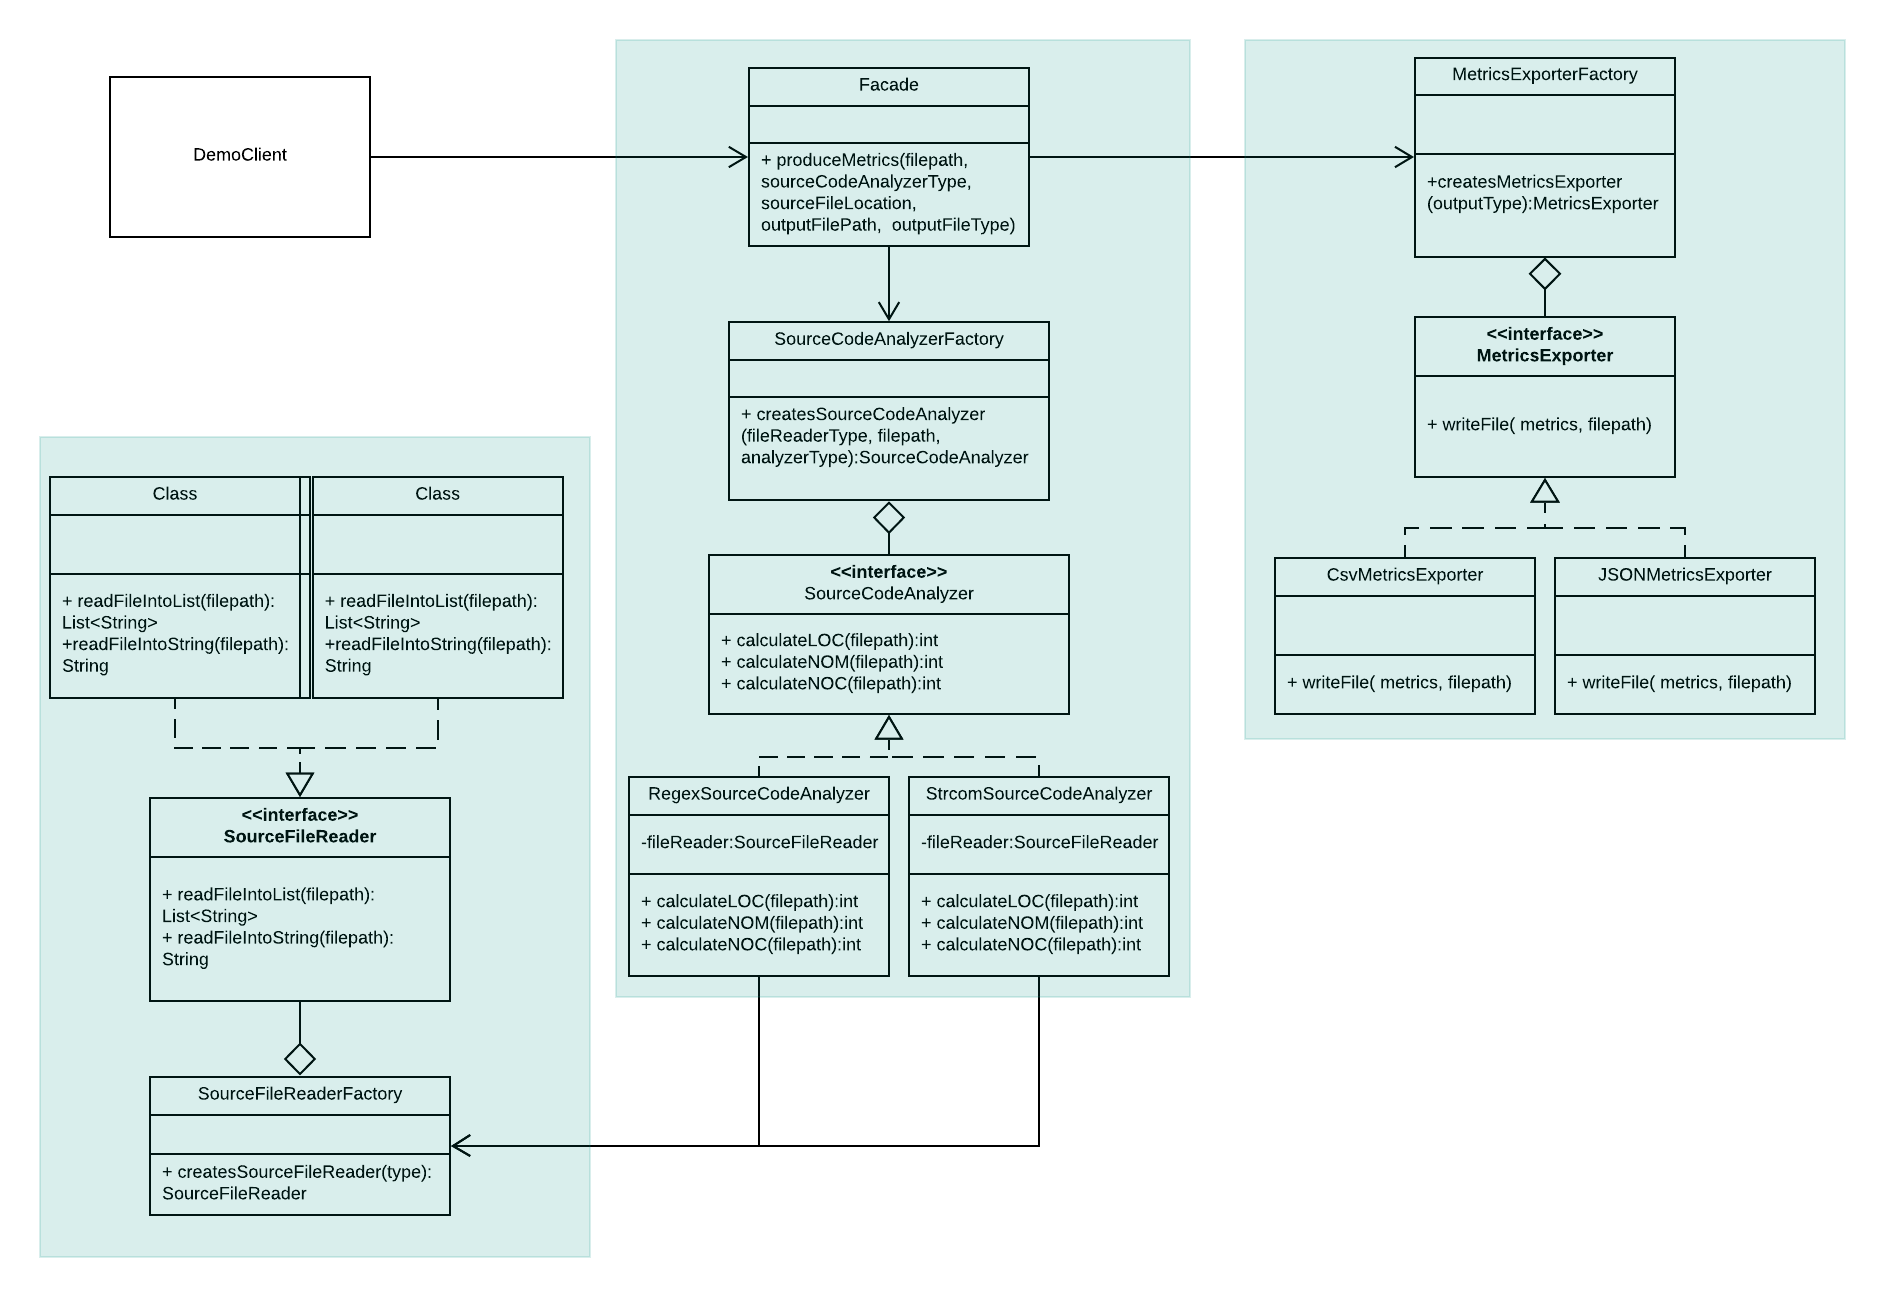 DemoClient
Facade
+ produceMetrics(filepath,
sourceCodeAnalyzerType,
sourceFileLocation,
outputFilePath,  outputFileType)
MetricsExporterFactory
+createsMetricsExporter
(outputType):MetricsExporter
SourceCodeAnalyzerFactory
+ createsSourceCodeAnalyzer
(fileReaderType, filepath,
analyzerType):SourceCodeAnalyzer
<<interface>>
MetricsExporter
+ writeFile( metrics, filepath)
Class
+ readFileIntoList(filepath):
List<String>
+readFileIntoString(filepath):
String
Class
+ readFileIntoList(filepath):
List<String>
+readFileIntoString(filepath):
String
<<interface>>
SourceCodeAnalyzer
+ calculateLOC(filepath):int
+ calculateNOM(filepath):int
+ calculateNOC(filepath):int
CsvMetricsExporter
+ writeFile( metrics, filepath)
JSONMetricsExporter
+ writeFile( metrics, filepath)
<<interface>>
SourceFileReader
+ readFileIntoList(filepath):
List<String>
+ readFileIntoString(filepath):
String
RegexSourceCodeAnalyzer
-fileReader:SourceFileReader
+ calculateLOC(filepath):int
+ calculateNOM(filepath):int
+ calculateNOC(filepath):int
StrcomSourceCodeAnalyzer
-fileReader:SourceFileReader
+ calculateLOC(filepath):int
+ calculateNOM(filepath):int
+ calculateNOC(filepath):int
SourceFileReaderFactory
+ createsSourceFileReader(type):
SourceFileReader